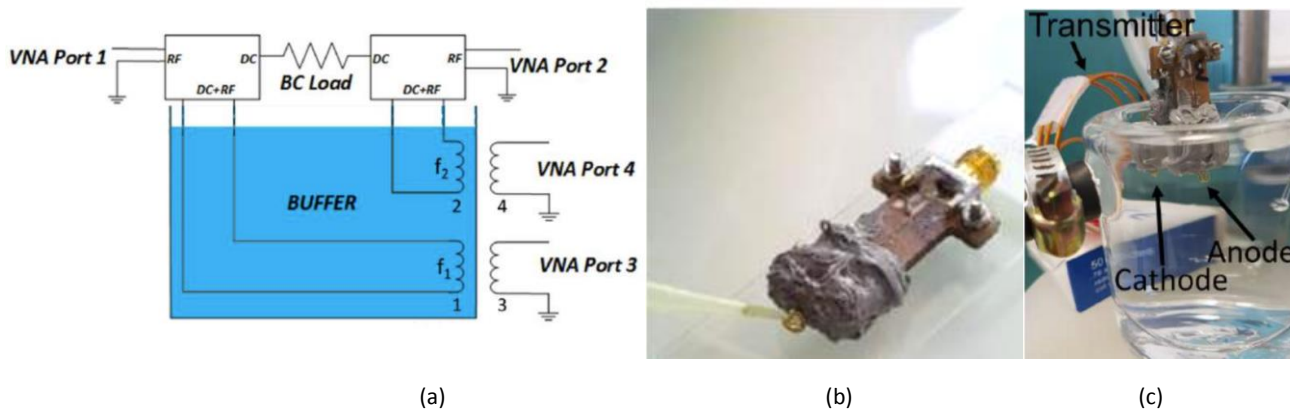 VNA Port 1
RF
DC
BC Load
DC
RF
VNA Port 2
DC+RF
DC+RF
f2
VNA Port 4
2
4
BUFFER
f1
VNA Port 3
1
3
Transmitter
Anode
Cathode
50
(a)
(b)
(c)